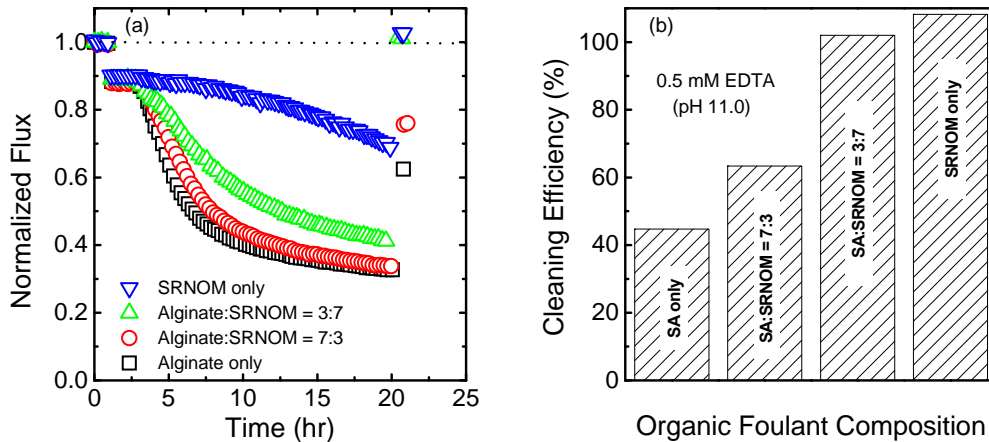 (a)
1.0
0.8
0.6
0.4
0.2
0.0
Normalized Flux
SRNOM only
Alginate:SRNOM = 3:7
Alginate:SRNOM = 7:3
Alginate only
0 5 10 15 20 25
Time (hr)
(b)
100
80
60
40
20
0
Cleaning Efficiency (%)
0.5 mM EDTA
(pH 11.0)
SA only
SA:SRNOM = 7:3
SA:SRNOM = 3:7
SRNOM only
Organic Foulant Composition